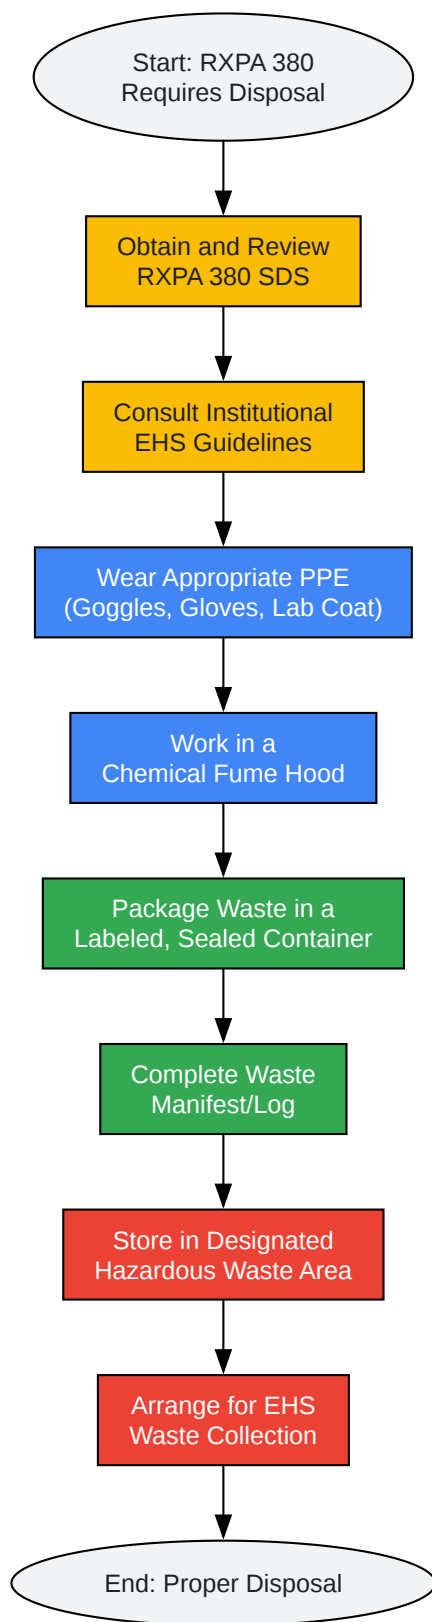 Start: RXPA 380
Requires Disposal
Obtain and Review
RXPA 380 SDS
Consult Institutional
EHS Guidelines
Wear Appropriate PPE
(Goggles, Gloves, Lab Coat)
Work in a
Chemical Fume Hood
Package Waste in a
Labeled, Sealed Container
Complete Waste
Manifest/Log
Store in Designated
Hazardous Waste Area
Arrange for EHS
Waste Collection
End: Proper Disposal